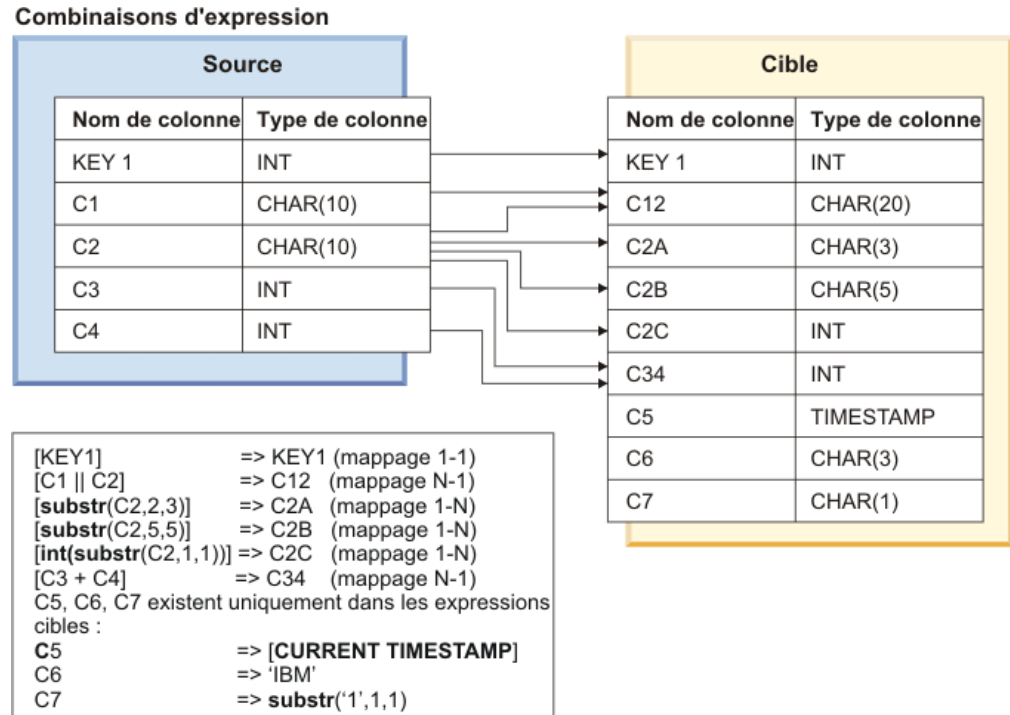 Combinaisons d'expression
Source
Nom de colonne Type de colonne
KEY 1 INT
C1 CHAR(10)
C2 CHAR(10)
C3 INT
C4 INT
Cible
Nom de colonne Type de colonne
KEY 1 INT
C12 CHAR(20)
C2A CHAR(3)
C2B CHAR(5)
C2C INT
C34 INT
C5 TIMESTAMP
C6 CHAR(3)
C7 CHAR(1)
[KEY1] => KEY1 (mappage 1-1)
[C1 || C2] => C12 (mappage N-1)
[substr(C2,2,3)] => C2A (mappage 1-N)
[substr(C2,5,5)] => C2B (mappage 1-N)
[int(substr(C2,1,1))] => C2C (mappage 1-N)
[C3 + C4] => C34 (mappage N-1)
C5, C6, C7 existent uniquement dans les expressions
cibles :
C5 => [CURRENT TIMESTAMP]
C6 => ‘IBM’
C7 => substr(‘1’,1,1)